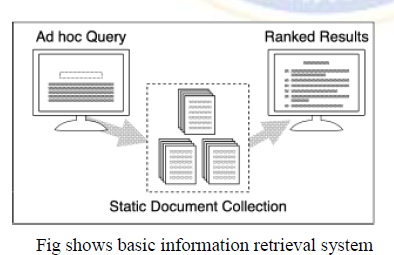 Ad hoc Query
Ranked Results
Static Document Collection
Fig shows basic information retrieval system